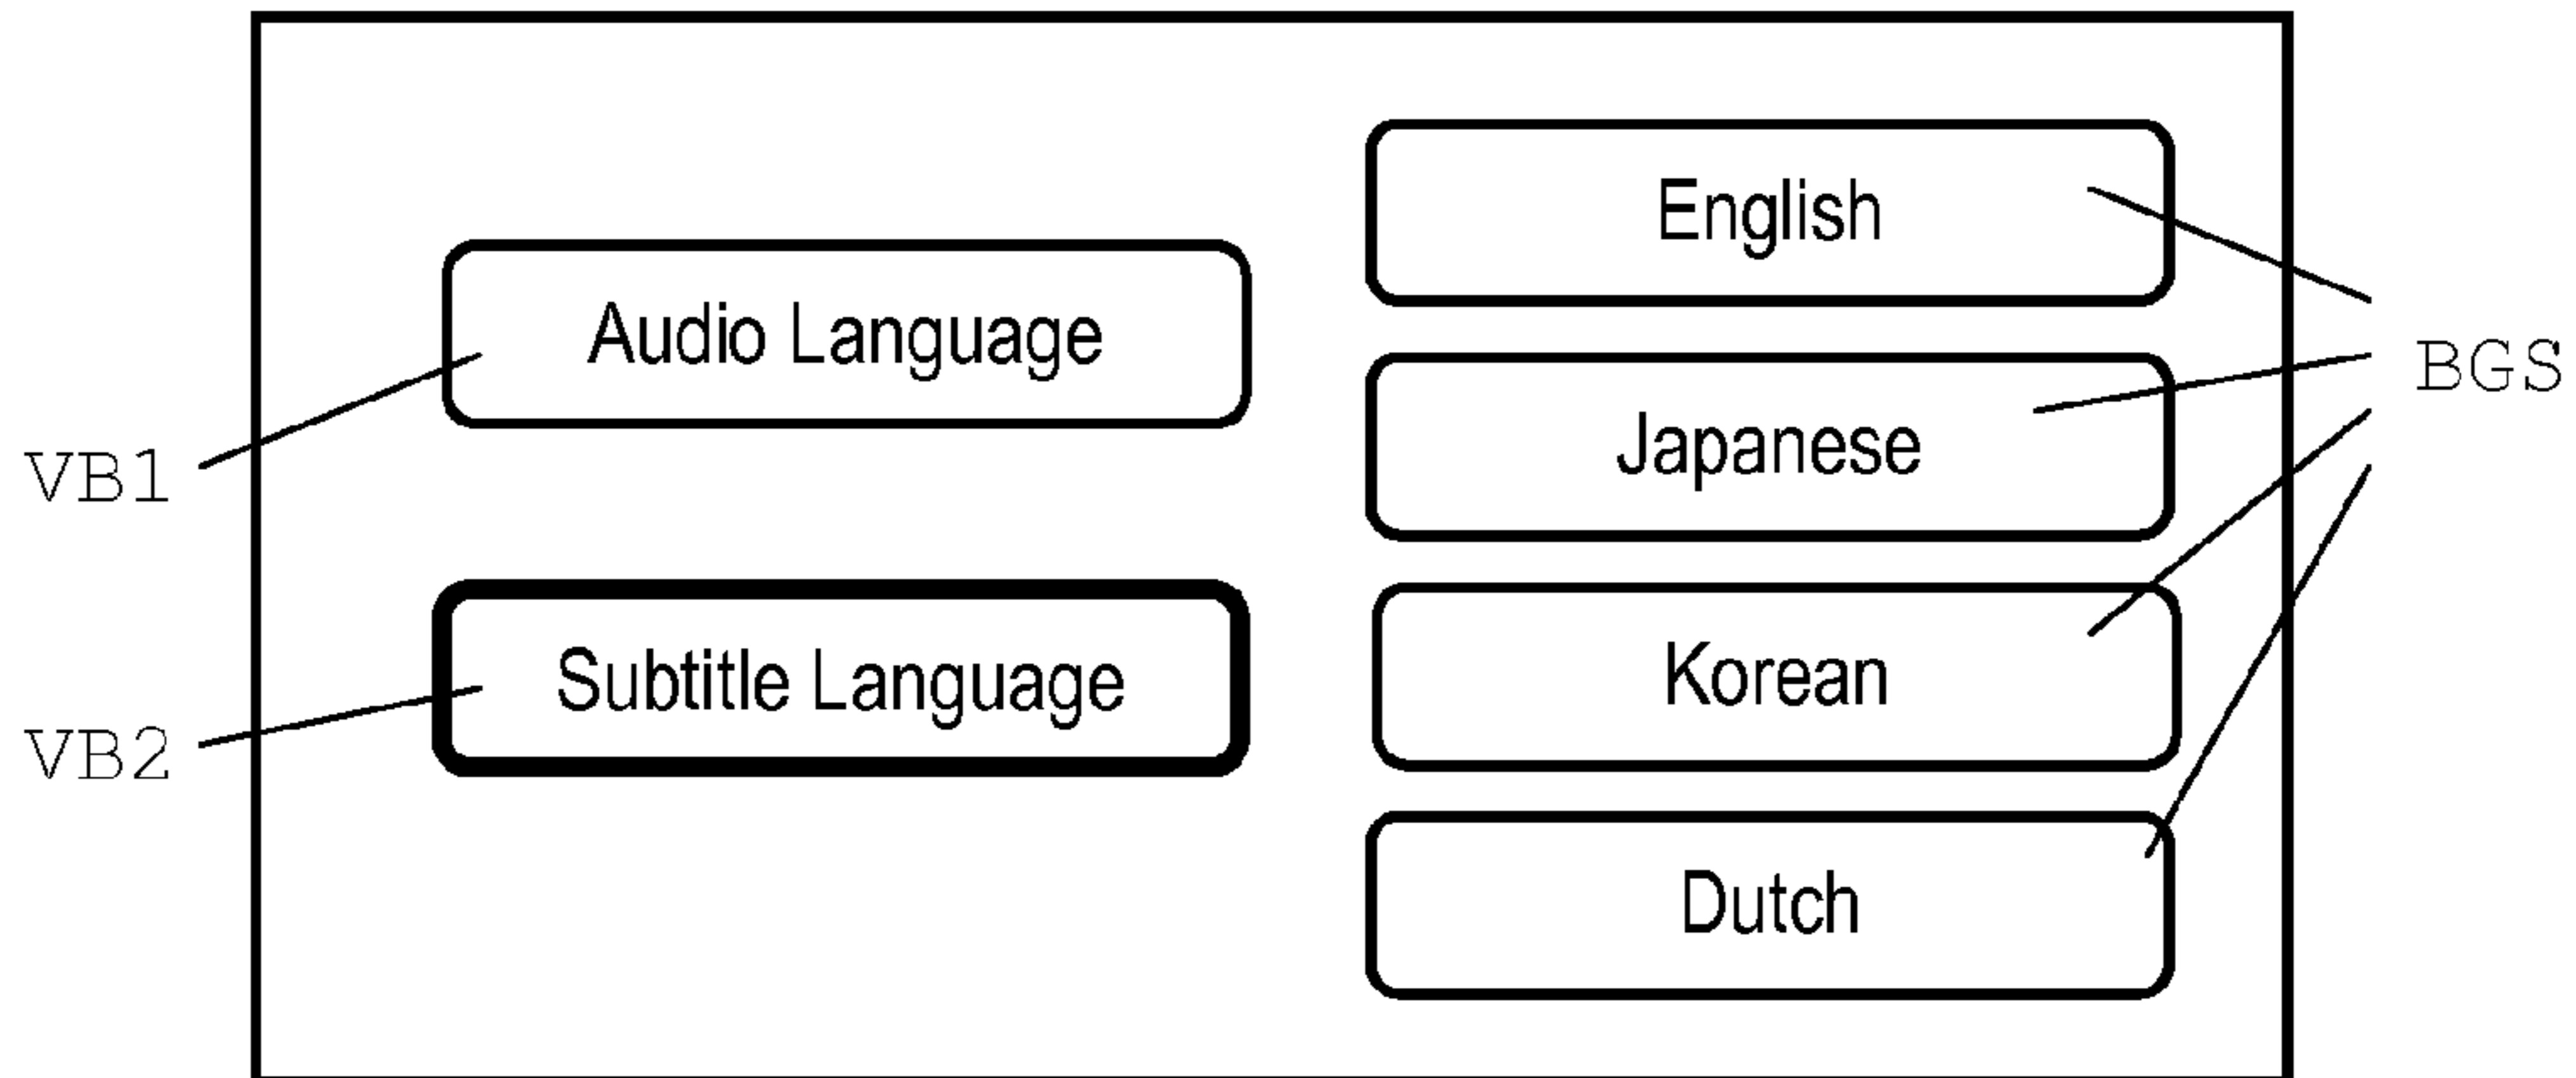 English
Audio Language
BGS
Japanese
VB1
Subtitle Language
Korean
VB2
Dutch